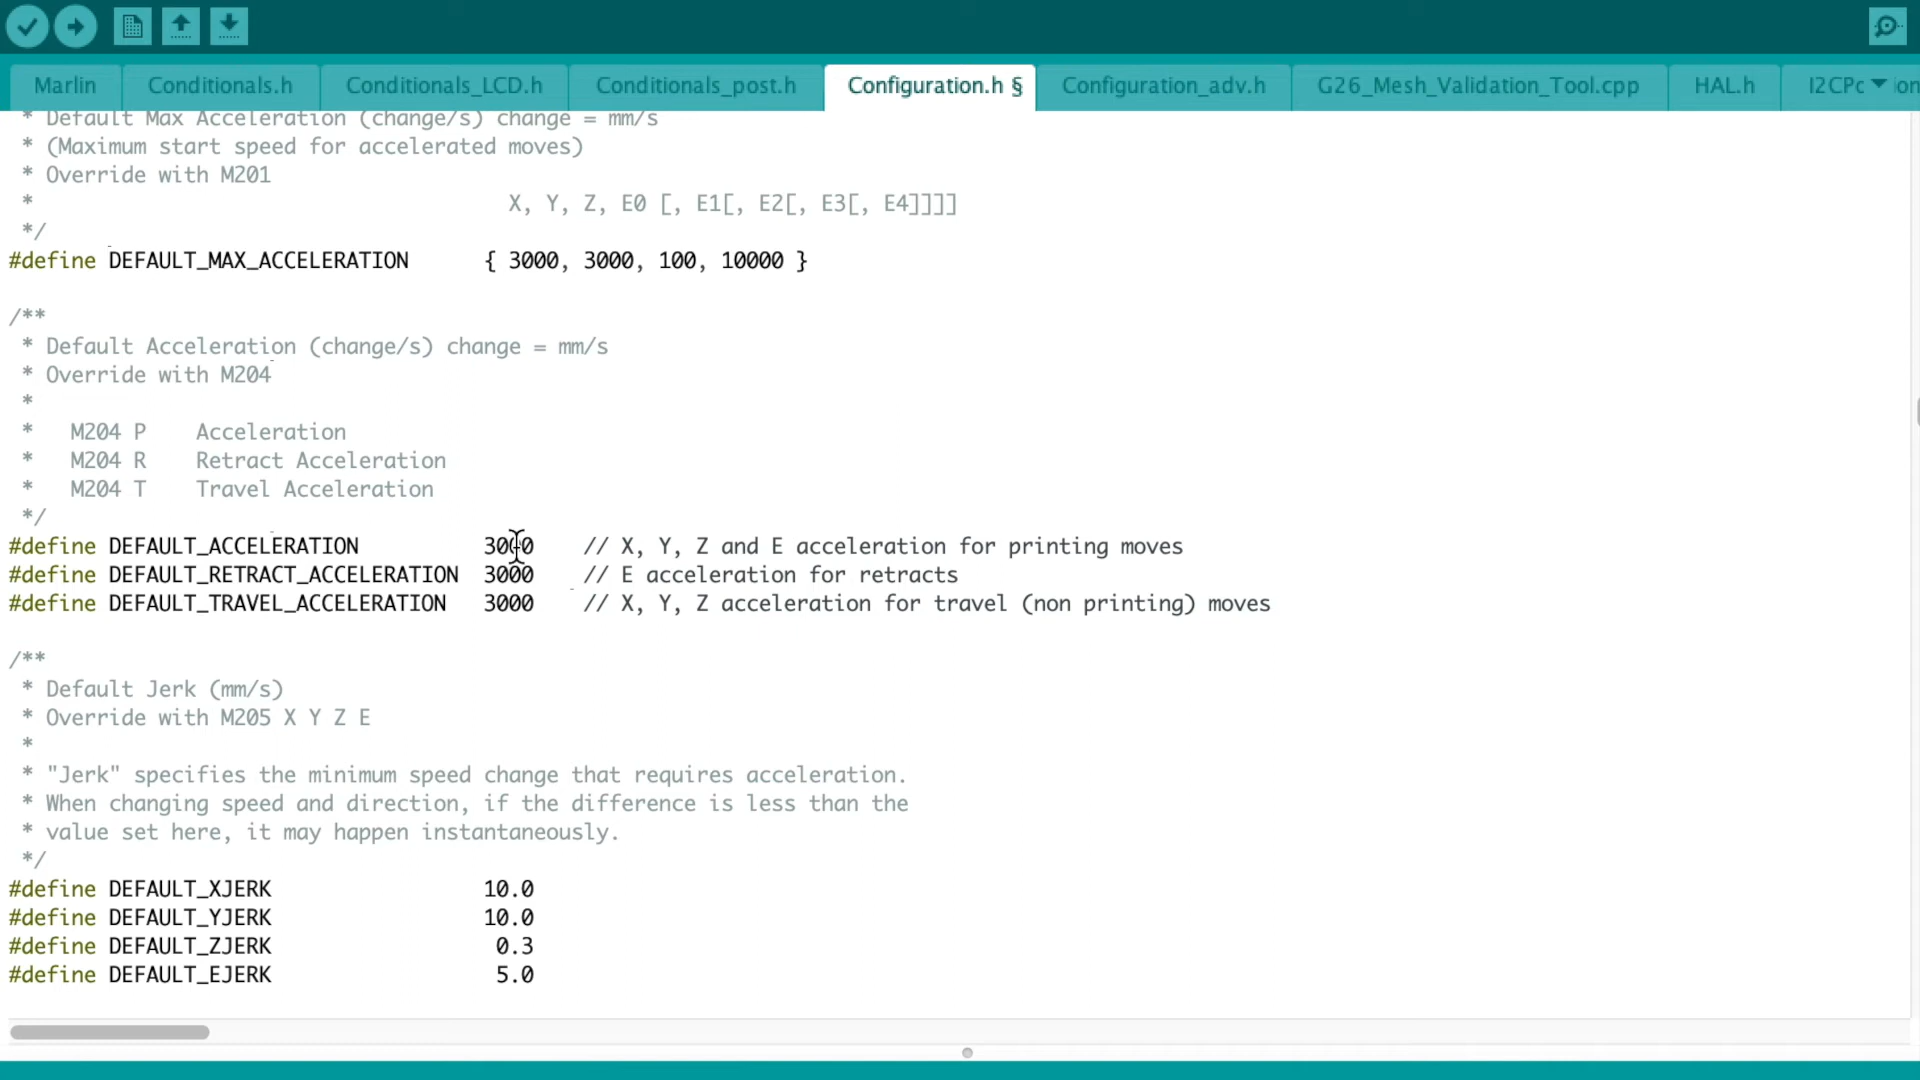 Marlin
Conditionals.h
Conditionals_LCD.h
Conditionals_post.h
Configuration.h §
Configuration_adv.h
G26_Mesh_Validation_Tool.cpp
HAL.h
* Default Max Acceleration (change/s) change = mm/s
* (Maximum start speed for accelerated moves)
* Override with M201
* X, Y, Z, E0 [, E1[, E2[, E3[, E4]]]]
*/
#define DEFAULT_MAX_ACCELERATION { 3000, 3000, 100, 10000 }
/**
* Default Acceleration (change/s) change = mm/s
* Override with M204
*
* M204 P Acceleration
* M204 R Retract Acceleration
* M204 T Travel Acceleration
*/
#define DEFAULT_ACCELERATION 3000 // X, Y, Z and E acceleration for printing moves
#define DEFAULT_RETRACT_ACCELERATION 3000 // E acceleration for retracts
#define DEFAULT_TRAVEL_ACCELERATION 3000 // X, Y, Z acceleration for travel (non printing) moves
/**
* Default Jerk (mm/s)
* Override with M205 X Y Z E
*
* "Jerk" specifies the minimum speed change that requires acceleration.
* When changing speed and direction, if the difference is less than the
* value set here, it may happen instantaneously.
*/
#define DEFAULT_XJERK 10.0
#define DEFAULT_YJERK 10.0
#define DEFAULT_ZJERK 0.3
#define DEFAULT_EJERK 5.0